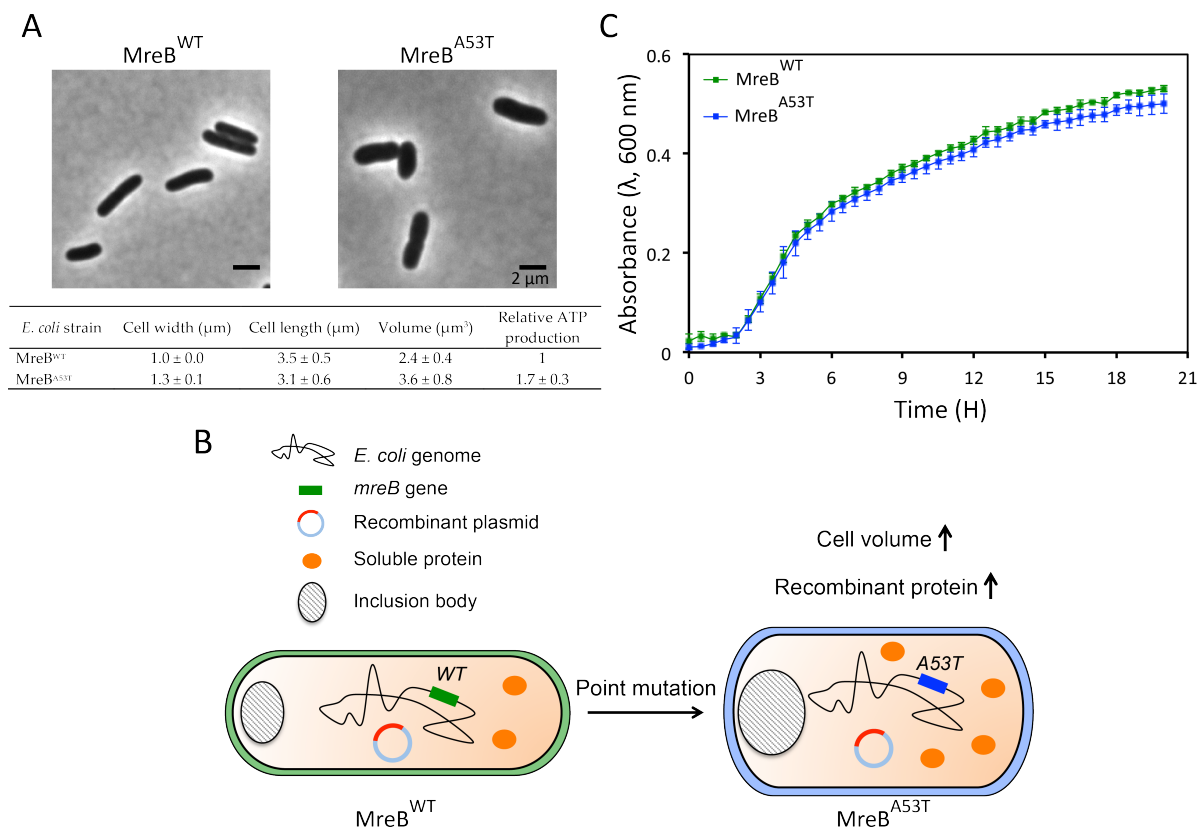 A
MreB^WT
MreB^A53T
2 µm
E. coli strain Cell width (µm) Cell length (µm) Volume (µm³) Relative ATP production
MreB^WT 1.0 ± 0.0 3.5 ± 0.5 2.4 ± 0.4 1
MreB^A53T 1.3 ± 0.1 3.1 ± 0.6 3.6 ± 0.8 1.7 ± 0.3
C
0.6
0.4
0.2
0
Absorbance (λ, 600 nm)
MreB^WT
MreB^A53T
0 3 6 9 12 15 18 21
Time (H)
B
E. coli genome
mreB gene
Recombinant plasmid
Soluble protein
Inclusion body
Cell volume ↑
Recombinant protein ↑
WT
Point mutation
A53T
MreB^WT
MreB^A53T